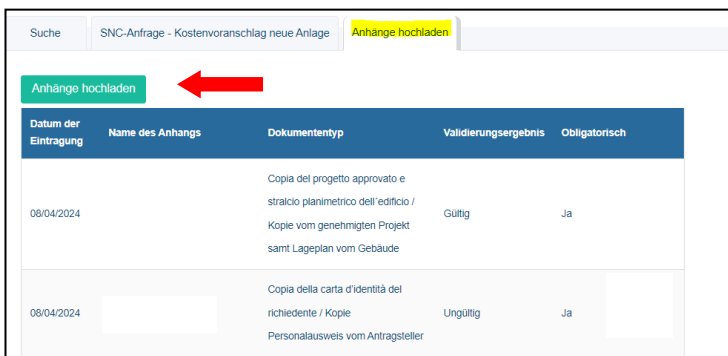 Suche SNC-Anfrage - Kostenvoranschlag neue Anlage Anhänge hochladen
Anhänge hochladen
Datum der Eintragung Name des Anhangs Dokumententyp Validierungsergebnis Obligatorisch
Copia del progetto approvato e
stralcio planimetrico dell´edificio /
08/04/2024 Gültig Ja
Kopie vom genehmigten Projekt
samt Lageplan vom Gebäude
Copia della carta d'identità del
08/04/2024 richiedente / Kopie Ungültig Ja
Personalausweis vom Antragsteller